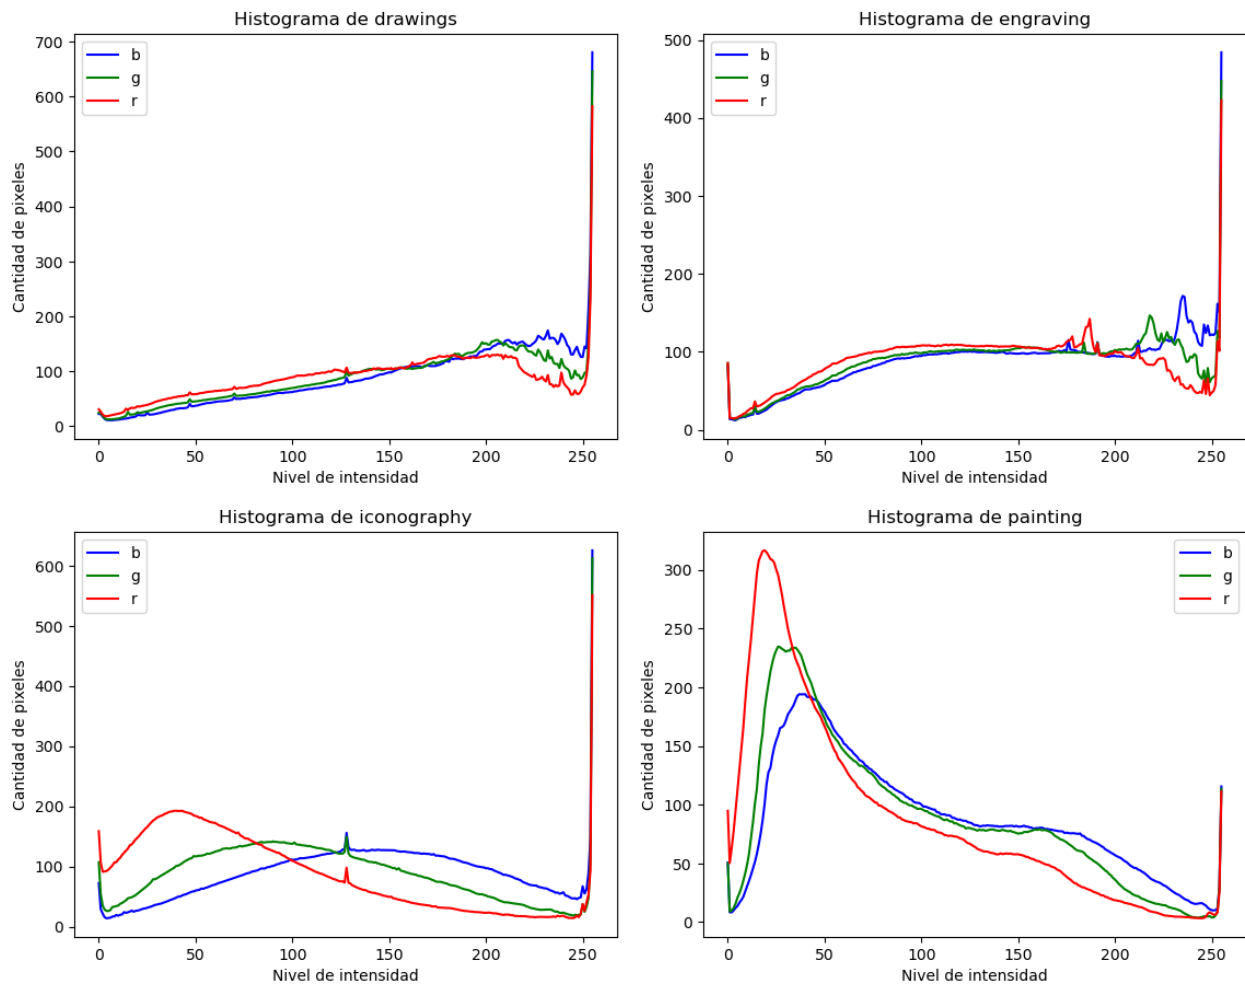 Histograma de drawings
700
600
500
400
300
200
100
0
0 50 100 150 200 250
Cantidad de pixeles
Nivel de intensidad
b
g
r
Histograma de engraving
500
400
300
200
100
0
0 50 100 150 200 250
Cantidad de pixeles
Nivel de intensidad
b
g
r
Histograma de iconography
600
500
400
300
200
100
0
0 50 100 150 200 250
Cantidad de pixeles
Nivel de intensidad
b
g
r
Histograma de painting
300
250
200
150
100
50
0
0 50 100 150 200 250
Cantidad de pixeles
Nivel de intensidad
b
g
r